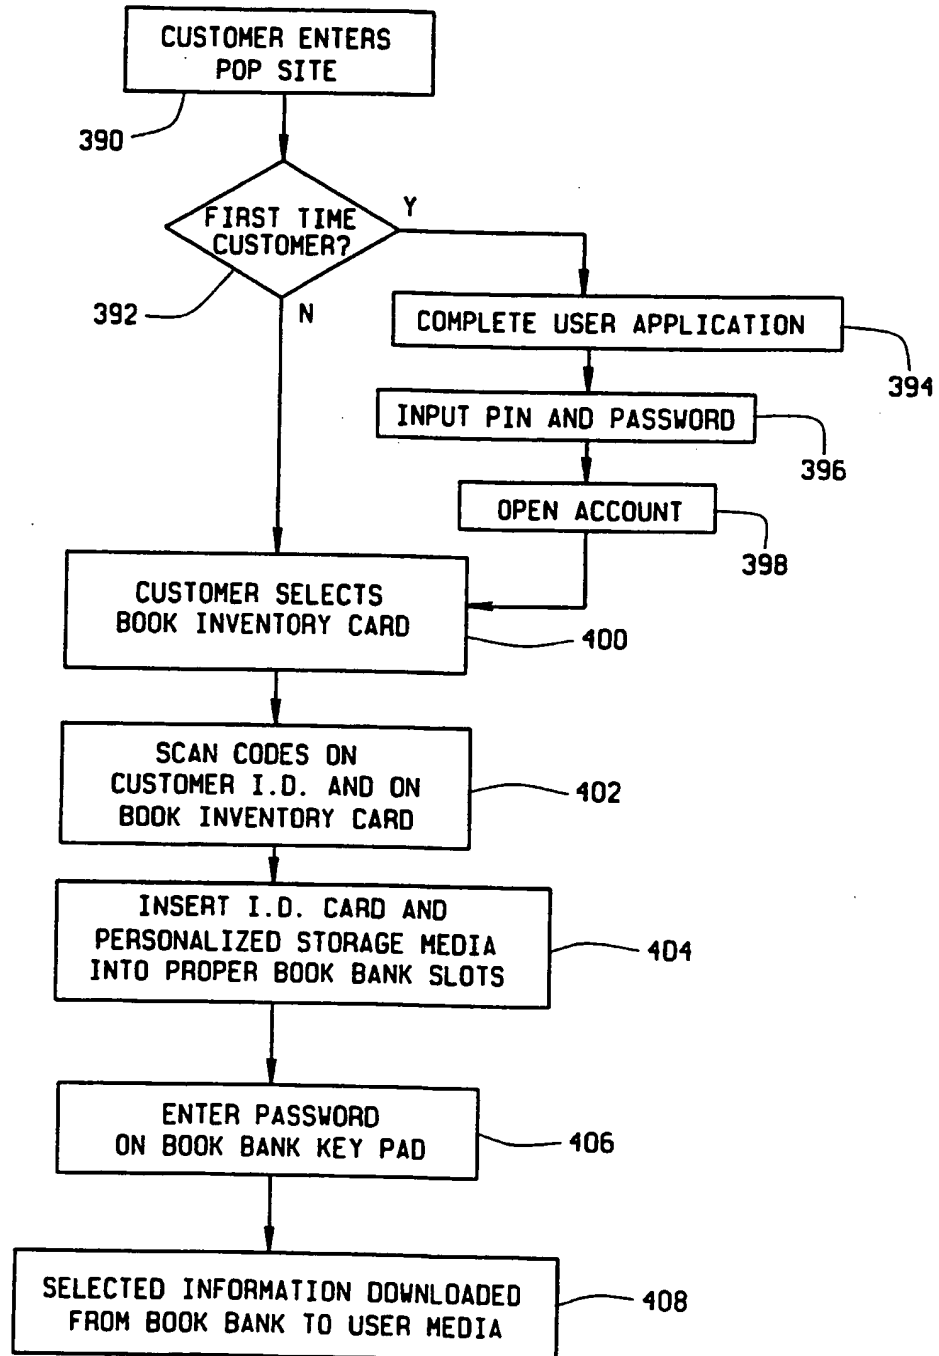 CUSTOMER ENTERS
POP SITE
390
FIRST TIME
CUSTOMER?
Y
392
N
COMPLETE USER APPLICATION
394
INPUT PIN AND PASSWORD
396
OPEN ACCOUNT
398
CUSTOMER SELECTS
BOOK INVENTORY CARD
400
SCAN CODES ON
CUSTOMER I.D. AND ON
BOOK INVENTORY CARD
402
INSERT I.D. CARD AND
PERSONALIZED STORAGE MEDIA
INTO PROPER BOOK BANK SLOTS
404
ENTER PASSWORD
ON BOOK BANK KEY PAD
406
SELECTED INFORMATION DOWNLOADED
FROM BOOK BANK TO USER MEDIA
408